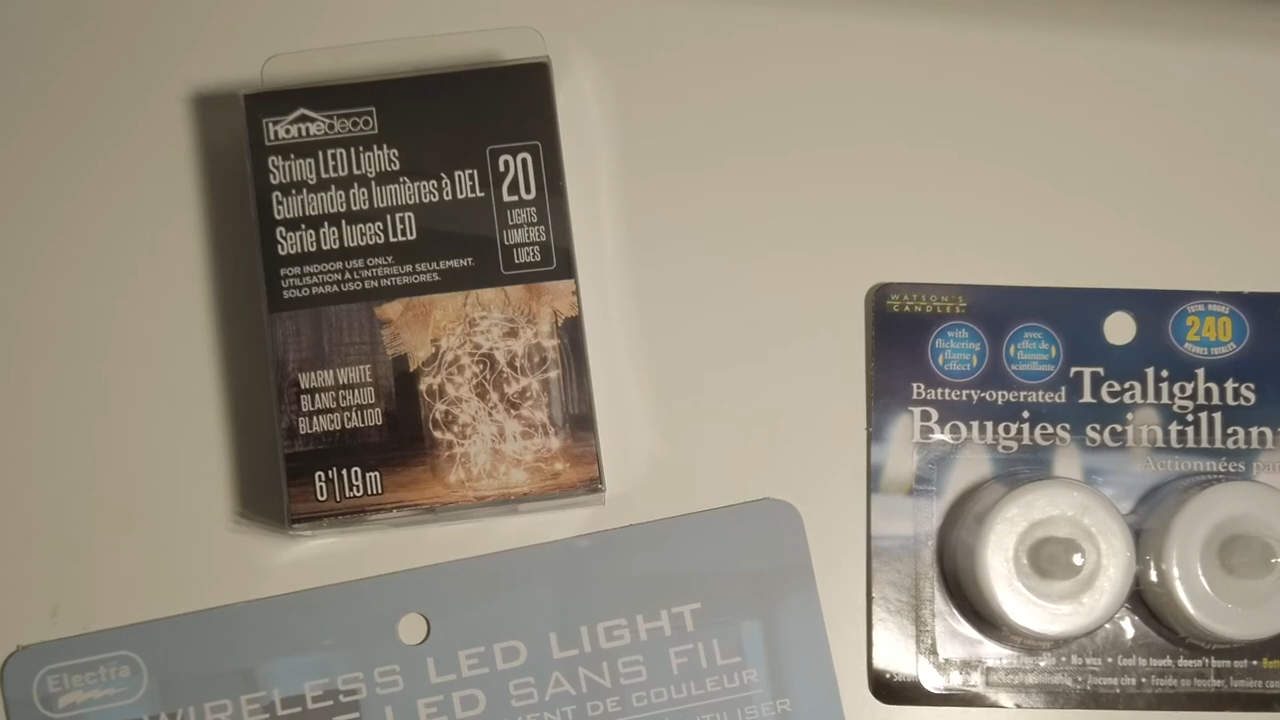 homedeco
String LED Lights
Guirlande de lumières à DEL
Serie de luces LED
20
LIGHTS
LUMIÈRES
LUCES
FOR INDOOR USE ONLY.
UTILISATION À L'INTÉRIEUR SEULEMENT.
SOLO PARA USO EN INTERIORES.
WARM WHITE
BLANC CHAUD
BLANCO CÁLIDO
6'|1.9m
WATSON'S
CANDLES
with
flickering
flame
effect
avec
effet de
flamme
scintillante
TOTAL HOURS
240
HEURES TOTALES
Battery-operated Tealights
Bougies scintillan
Actionnées pa
• No wax • Cool to touch, doesn't burn out •
• Aucune cire • Froide au toucher, lumière
Electra
WIRELESS LED LIGHT
LED SANS FIL
DE COULEUR
UTILISER